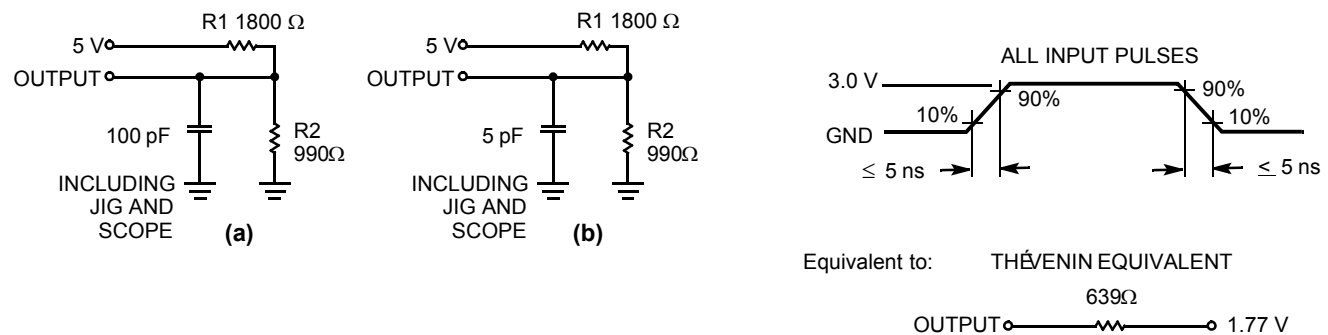 R1 1800 Ω
5 V
OUTPUT
100 pF
R2
990Ω
INCLUDING
JIG AND
SCOPE
(a)
R1 1800 Ω
5 V
OUTPUT
5 pF
R2
990Ω
INCLUDING
JIG AND
SCOPE
(b)
ALL INPUT PULSES
3.0 V
90%
90%
10%
10%
GND
≤ 5 ns
≤ 5 ns
Equivalent to: THÉVENIN EQUIVALENT
639Ω
OUTPUT 1.77 V